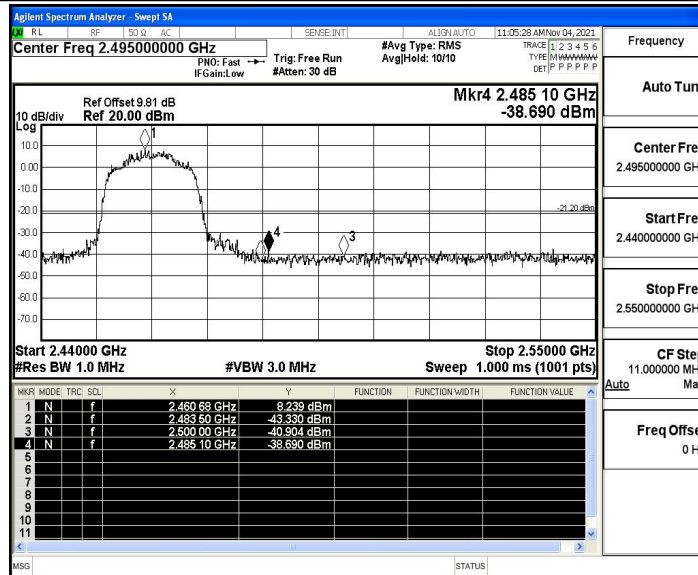 Agilent Spectrum Analyzer - Swept SA
RL RF 50 Ω AC SENSE:INT ALIGN AUTO 11:05:28 AM Nov 04, 2021
Center Freq 2.495000000 GHz
PNO: Fast
IFGain:Low
Trig: Free Run
#Atten: 30 dB
#Avg Type: RMS
Avg|Hold: 10/10
TRACE 1 2 3 4 5 6
TYPE MWWWWW
DET P P P P P P
Ref Offset 9.81 dB
10 dB/div Ref 20.00 dBm
Log
Mkr4 2.485 10 GHz
-38.690 dBm
10.0
0.00
-10.0
-20.0
-30.0
-40.0
-50.0
-60.0
-70.0
1
4
3
-21.20 dBm
Start 2.44000 GHz Stop 2.55000 GHz
#Res BW 1.0 MHz #VBW 3.0 MHz Sweep 1.000 ms (1001 pts)
MKR MODE TRC SCL X Y FUNCTION FUNCTION WIDTH FUNCTION VALUE
1 N f 2.460 68 GHz 8.239 dBm
2 N f 2.483 50 GHz -43.330 dBm
3 N f 2.500 00 GHz -40.904 dBm
4 N f 2.485 10 GHz -38.690 dBm
5
6
7
8
9
10
11
MSG STATUS
Frequency
Auto Tun
Center Fre
2.495000000 GH
Start Fre
2.440000000 GH
Stop Fre
2.550000000 GH
CF Ste
11.000000 MH
Auto Ma
Freq Offse
0 H